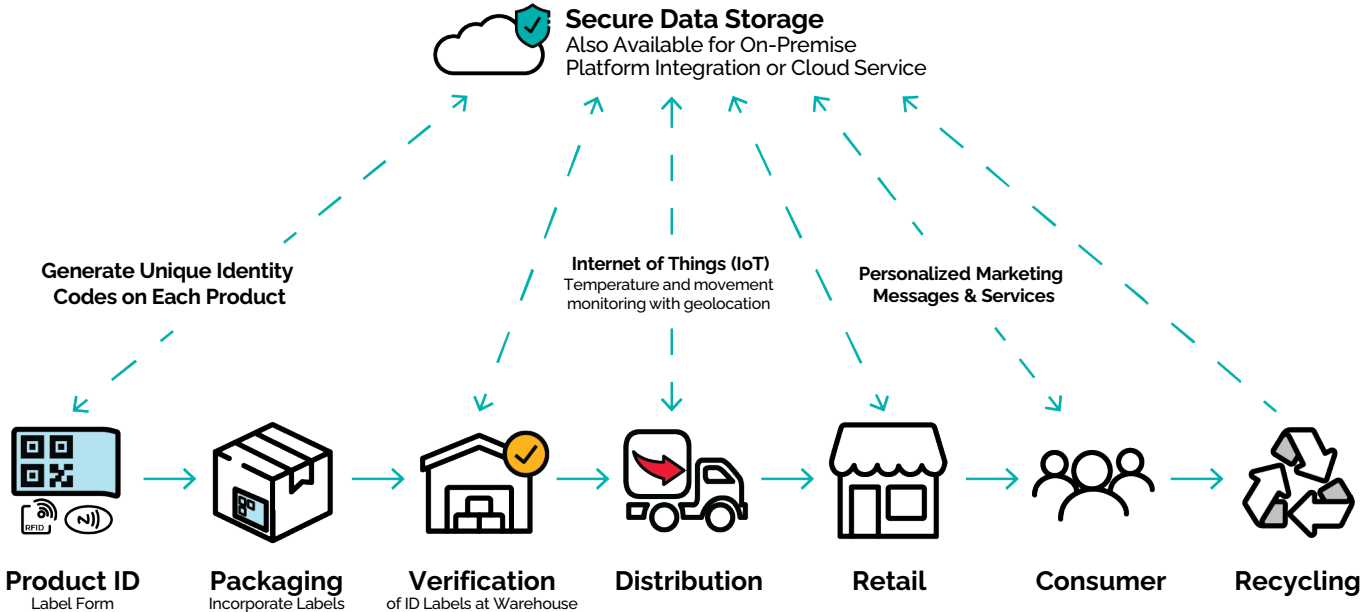 Secure Data Storage
Also Available for On-Premise
Platform Integration or Cloud Service
Generate Unique Identity
Codes on Each Product
Internet of Things (IoT)
Temperature and movement
monitoring with geolocation
Personalized Marketing
Messages & Services
RFID
N
Product ID
Label Form
Packaging
Incorporate Labels
Verification
of ID Labels at Warehouse
Distribution
Retail
Consumer
Recycling